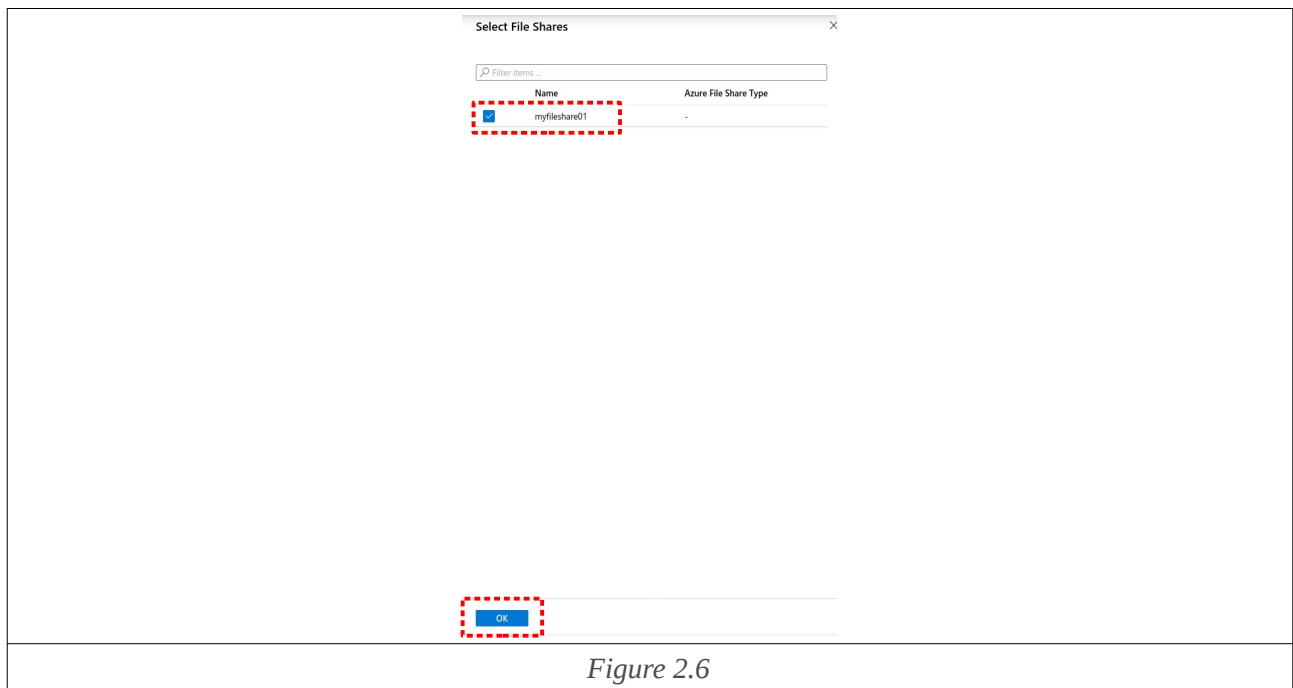 Select File Shares
Filter items ...
Name Azure File Share Type
myfileshare01 -
OK
Figure 2.6